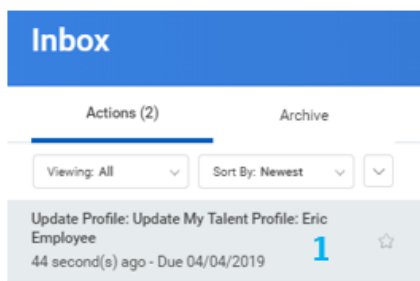 Inbox
Actions (2)
Archive
Viewing: All
Sort By: Newest
Update Profile: Update My Talent Profile: Eric
Employee
44 second(s) ago - Due 04/04/2019
1